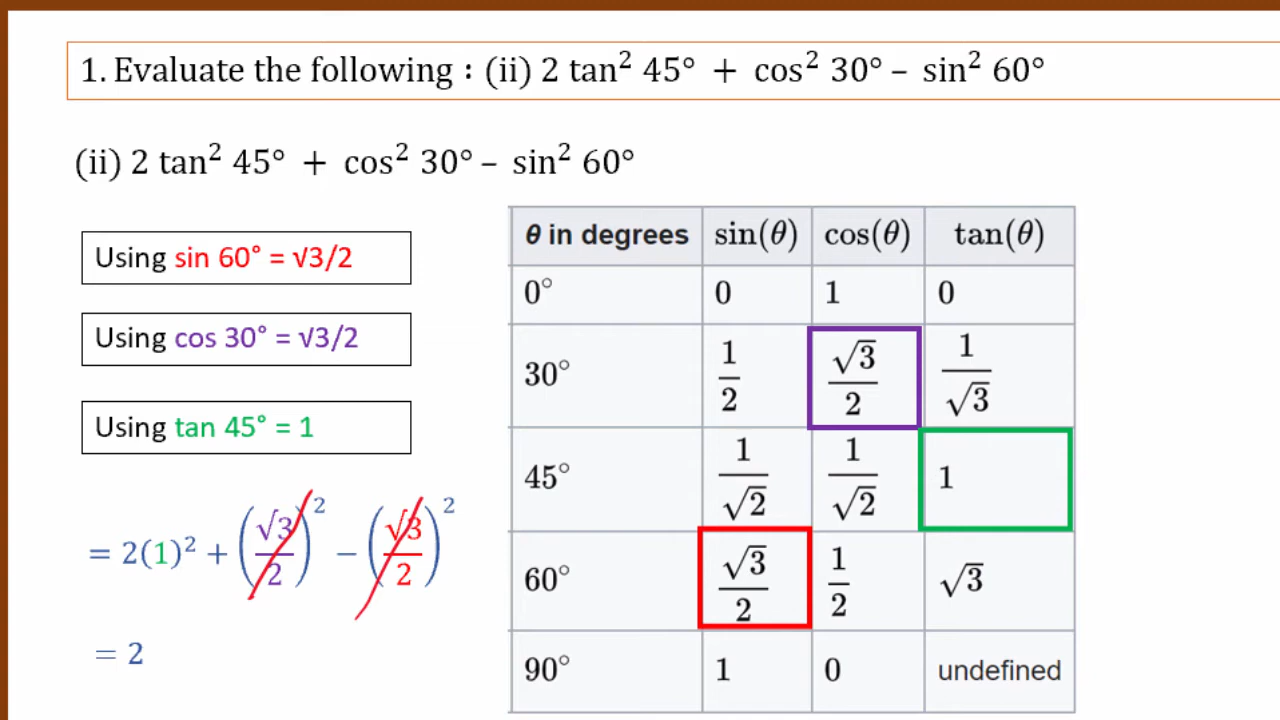 1. Evaluate the following : (ii) 2 tan² 45° + cos² 30° – sin² 60°
(ii) 2 tan² 45° + cos² 30° – sin² 60°
Using sin 60° = √3/2
Using cos 30° = √3/2
Using tan 45° = 1
= 2(1)² + (√3/2)² − (√3/2)²
= 2
θ in degrees sin(θ) cos(θ) tan(θ)
0° 0 1 0
30° 1/2 √3/2 1/√3
45° 1/√2 1/√2 1
60° √3/2 1/2 √3
90° 1 0 undefined